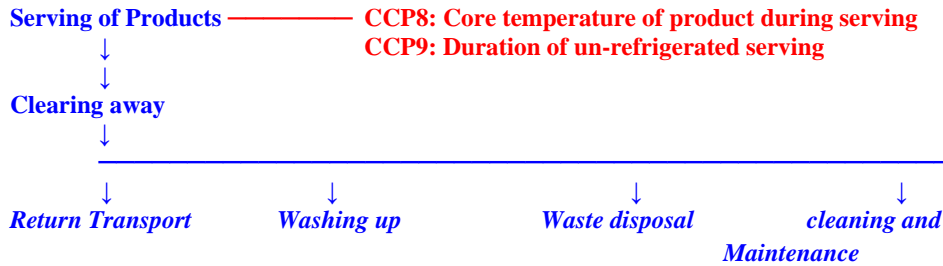 Serving of Products CCP8: Core temperature of product during serving
CCP9: Duration of un-refrigerated serving
Clearing away
Return Transport Washing up Waste disposal cleaning and
Maintenance